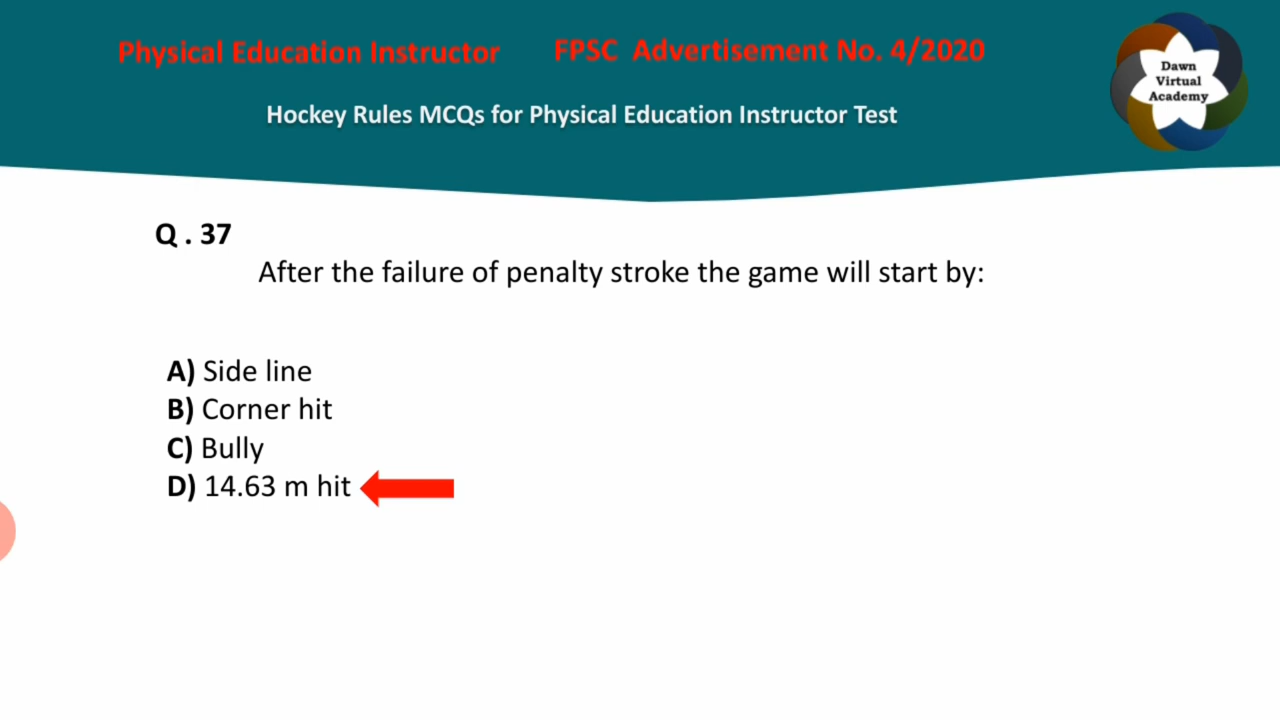 Physical Education Instructor FPSC Advertisement No. 4/2020
Hockey Rules MCQs for Physical Education Instructor Test
Dawn
Virtual
Academy
Q . 37
After the failure of penalty stroke the game will start by:
A) Side line
B) Corner hit
C) Bully
D) 14.63 m hit